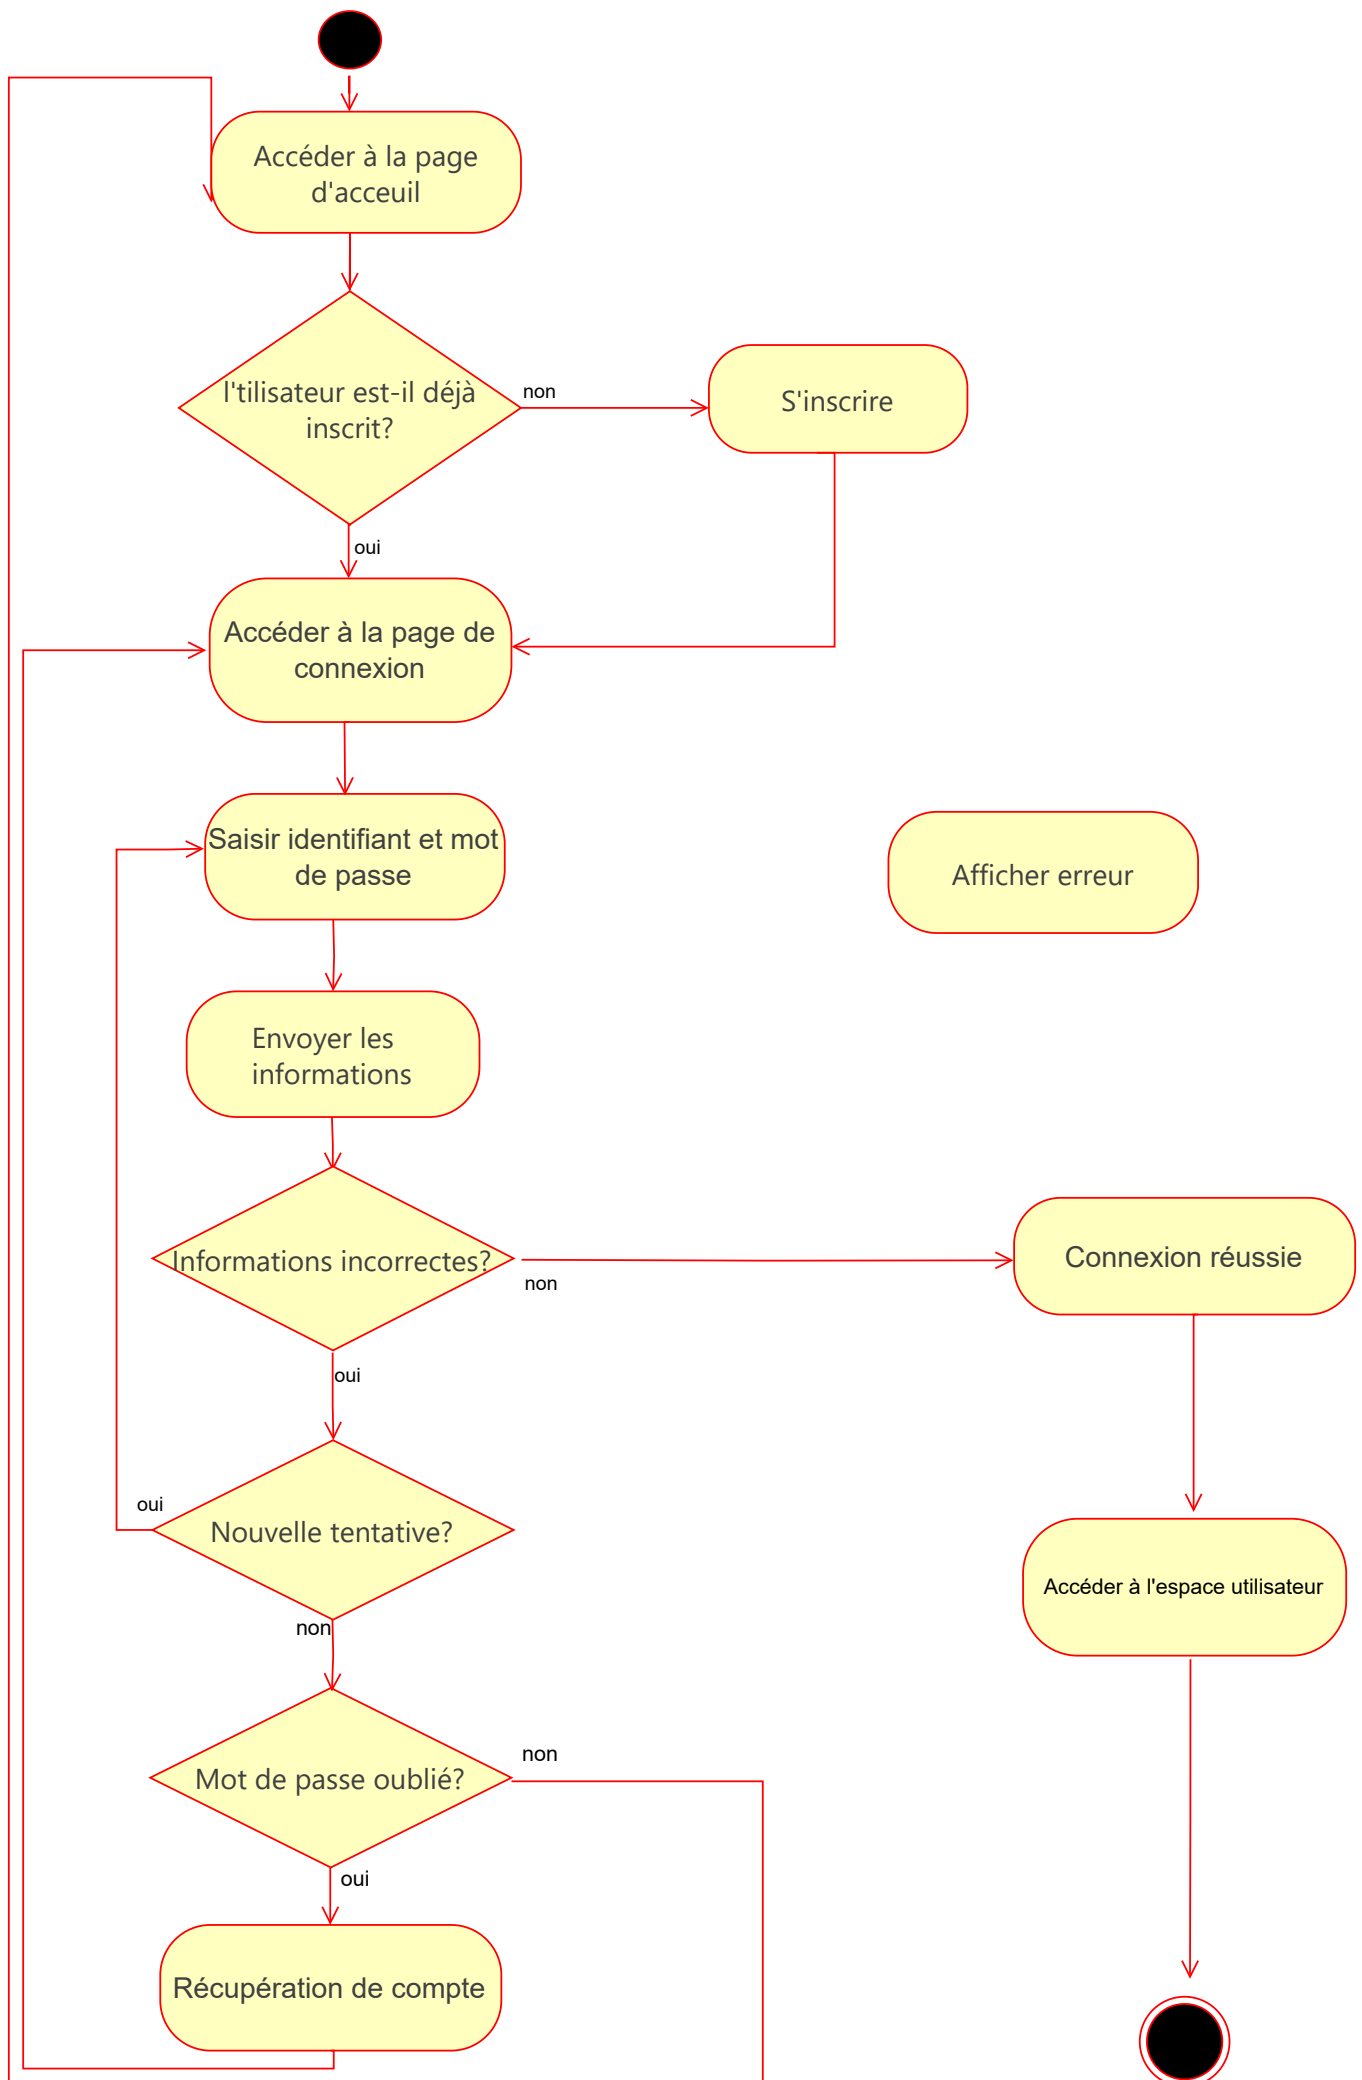 Accéder à la page
d'acceuil
l'tilisateur est-il déjà
inscrit?
non
S'inscrire
oui
Accéder à la page de
connexion
Saisir identifiant et mot
de passe
Afficher erreur
Envoyer les
informations
Informations incorrectes?
non
Connexion réussie
oui
oui
Nouvelle tentative?
Accéder à l'espace utilisateur
non
non
Mot de passe oublié?
oui
Récupération de compte